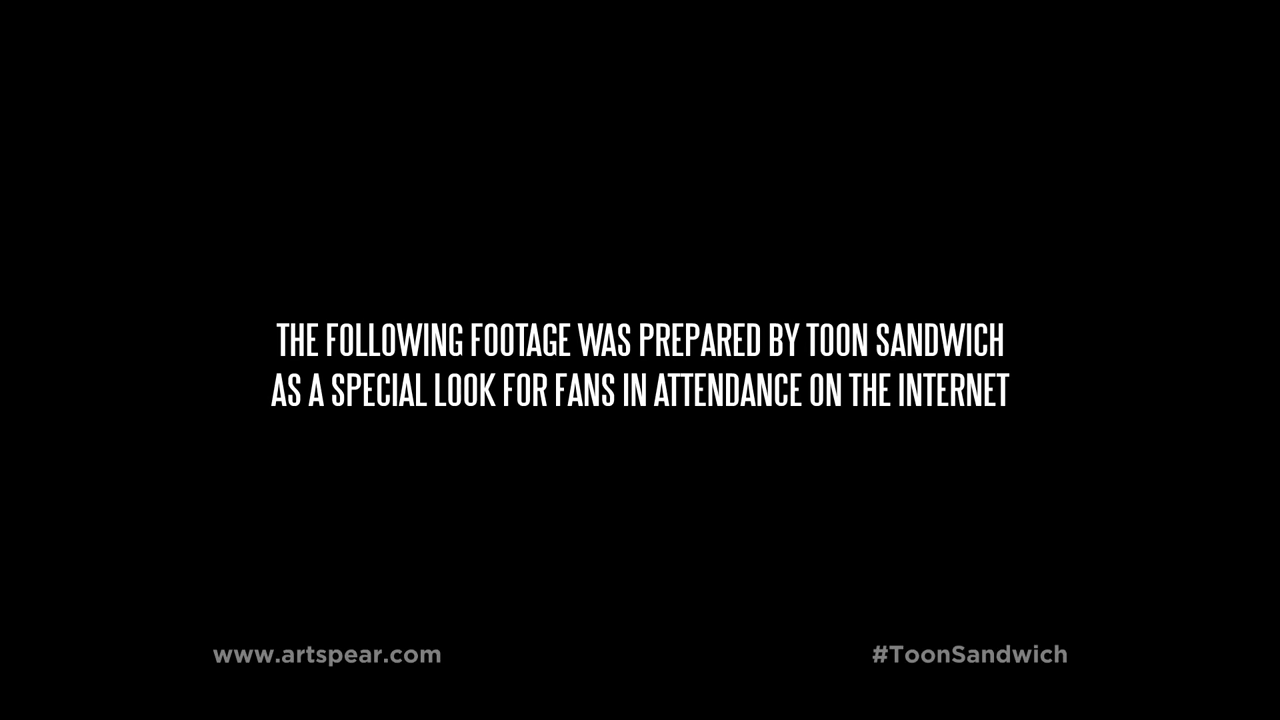 THE FOLLOWING FOOTAGE WAS PREPARED BY TOON SANDWICH
AS A SPECIAL LOOK FOR FANS IN ATTENDANCE ON THE INTERNET
www.artspear.com
#ToonSandwich